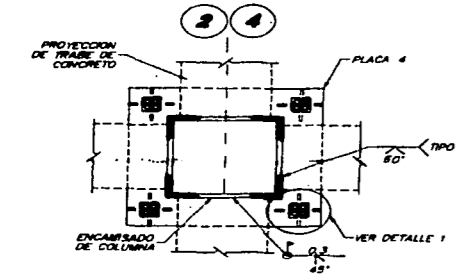 2 4
PROYECCION
DE TRABE DE
CONCRETO
PLACA 4
TIPO
60°
ENCAMISADO
DE COLUMNA
VER DETALLE 1
0.3
45°